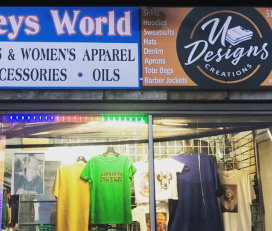 eys World
S & WOMEN'S APPAREL
CCESSORIES • OILS
Shirts
Hoodies
Sweatsuits
Hats
Denim
Aprons
Tote Bags
Barber Jackets
U
Designs
CREATIONS